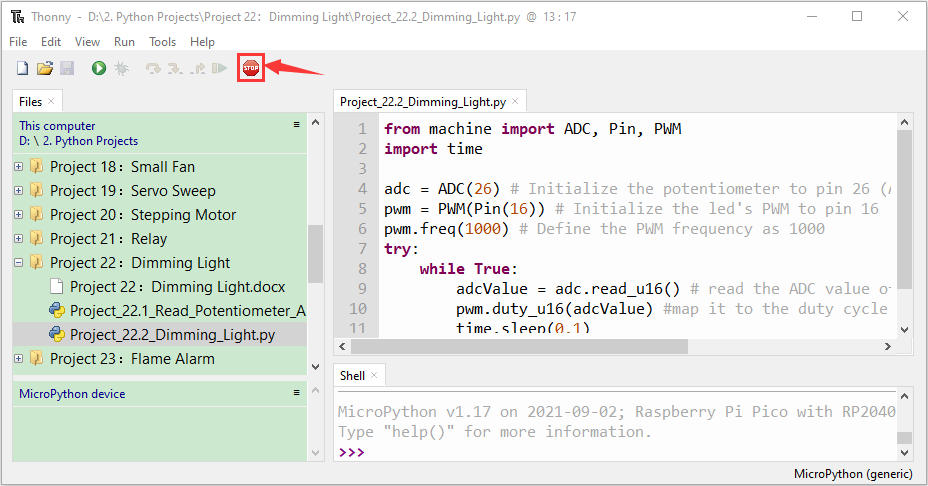 Thonny - D:\2. Python Projects\Project 22：Dimming Light\Project_22.2_Dimming_Light.py @ 13 : 17
File Edit View Run Tools Help
STOP
Files
This computer
D: \ 2. Python Projects
Project 18：Small Fan
Project 19：Servo Sweep
Project 20：Stepping Motor
Project 21：Relay
Project 22：Dimming Light
Project 22：Dimming Light.docx
Project_22.1_Read_Potentiometer_A
Project_22.2_Dimming_Light.py
Project 23：Flame Alarm
MicroPython device
Project_22.2_Dimming_Light.py
1 from machine import ADC, Pin, PWM
2 import time
3
4 adc = ADC(26) # Initialize the potentiometer to pin 26 (A
5 pwm = PWM(Pin(16)) # Initialize the led's PWM to pin 16
6 pwm.freq(1000) # Define the PWM frequency as 1000
7 try:
8 while True:
9 adcValue = adc.read_u16() # read the ADC value o
10 pwm.duty_u16(adcValue) #map it to the duty cycle
11 time.sleep(0.1)
Shell
MicroPython v1.17 on 2021-09-02; Raspberry Pi Pico with RP2040
Type "help()" for more information.
>>>
MicroPython (generic)